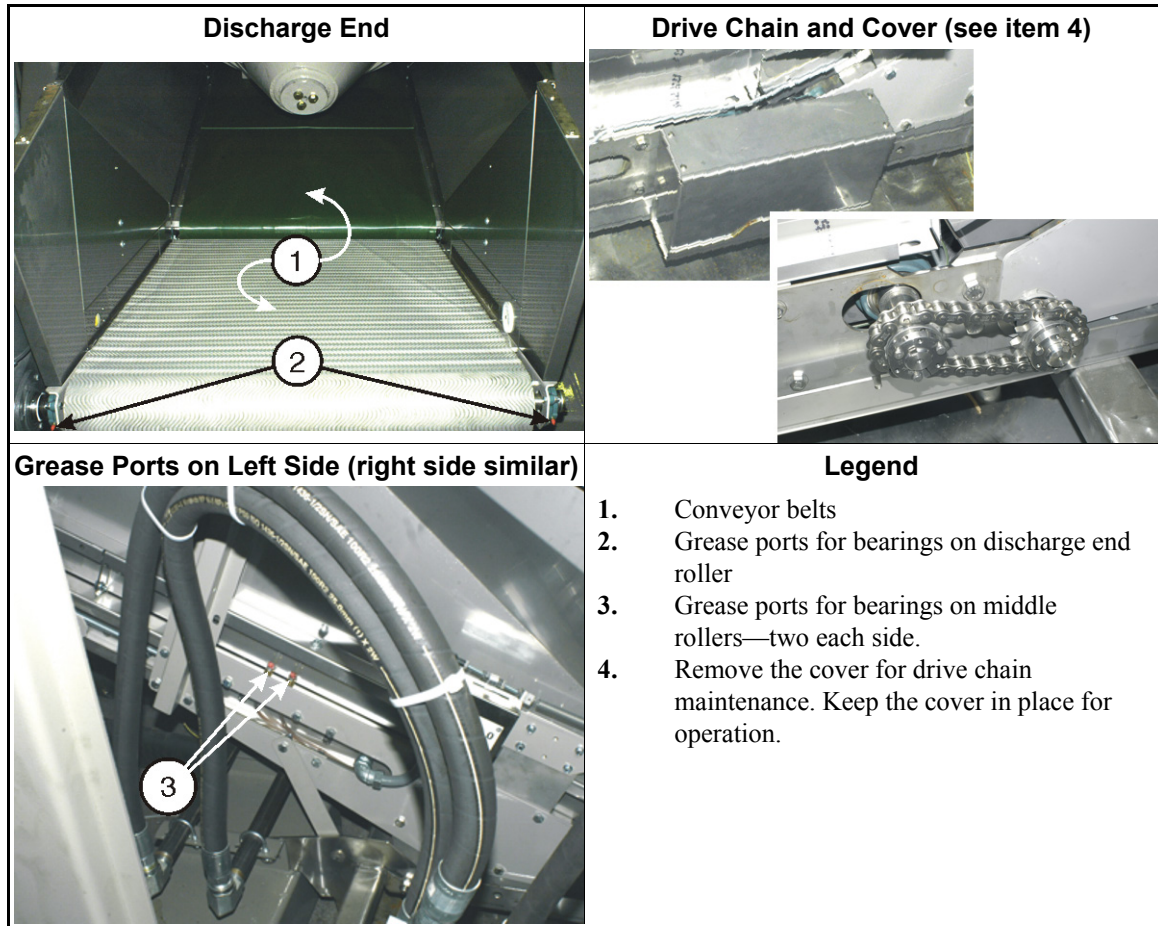 Discharge End
1
2
Drive Chain and Cover (see item 4)
Grease Ports on Left Side (right side similar)
3
Legend
1. Conveyor belts
2. Grease ports for bearings on discharge end
roller
3. Grease ports for bearings on middle
rollers—two each side.
4. Remove the cover for drive chain
maintenance. Keep the cover in place for
operation.